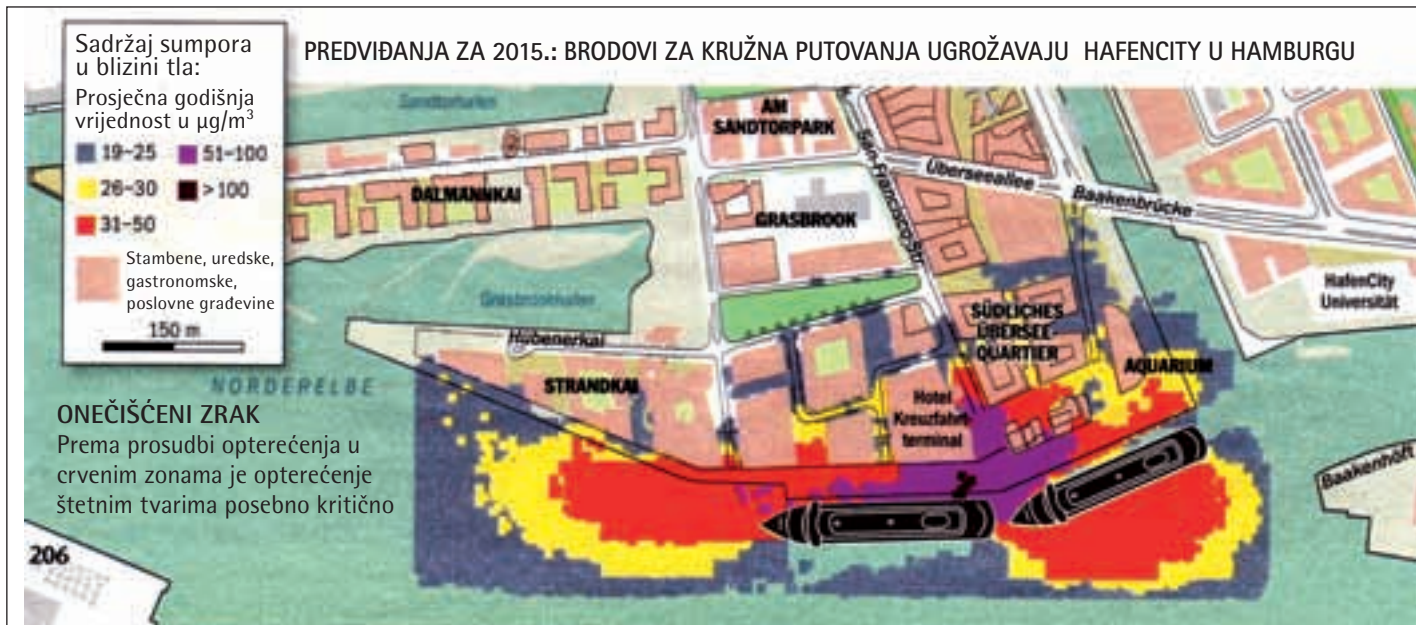 PREDVIĐANJA ZA 2015.: BRODOVI ZA KRUŽNA PUTOVANJA UGROŽAVAJU HAFENCITY U HAMBURGU
Sadržaj sumpora
u blizini tla:
Prosječna godišnja
vrijednost u µg/m³
19–25
51–100
26–30
> 100
31–50
Stambene, uredske,
gastronomske,
poslovne građevine
150 m
Sandtorhafen
AM
SANDTORPARK
San-Francisco-Str.
Überseeallee
Baakenbrücke
DALMANNKAI
GRASBROOK
Grasbrookhafen
HafenCity
Universität
Hübenerkai
SÜDLICHES
ÜBERSEE-
QUARTIER
AQUARIUM
STRANDKAI
NORDERELBE
Hotel
Kreuzfahrt-
terminal
ONEČIŠĆENI ZRAK
Prema prosudbi opterećenja u
crvenim zonama je opterećenje
štetnim tvarima posebno kritično
Baakenhöft
206